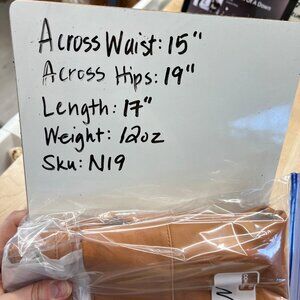 Across Waist: 15"
Across Hips: 19"
Length: 17"
Weight: 12oz
Sku: N19